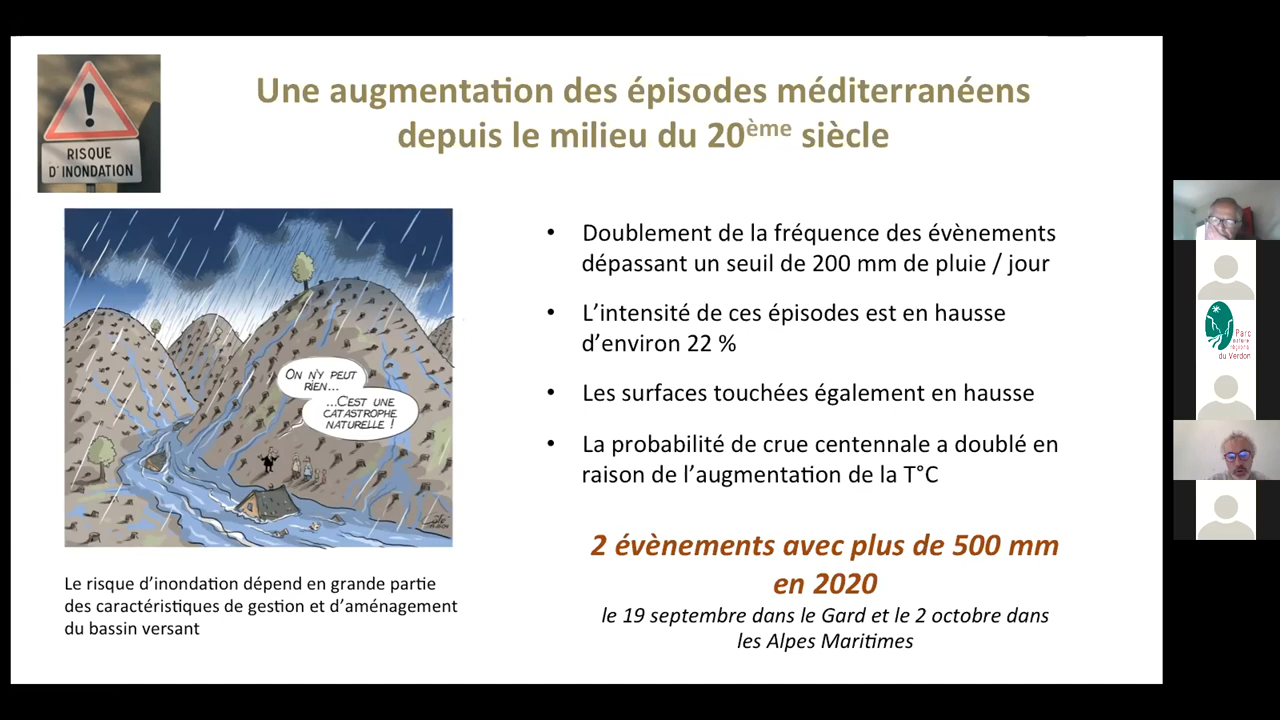 Une augmentation des épisodes méditerranéens
depuis le milieu du 20ème siècle
RISQUE
D'INONDATION
ON N'Y PEUT
RIEN...
...C'EST UNE
CATASTROPHE
NATURELLE !
Le risque d'inondation dépend en grande partie
des caractéristiques de gestion et d'aménagement
du bassin versant
• Doublement de la fréquence des évènements
dépassant un seuil de 200 mm de pluie / jour
• L'intensité de ces épisodes est en hausse
d'environ 22 %
• Les surfaces touchées également en hausse
• La probabilité de crue centennale a doublé en
raison de l'augmentation de la T°C
2 évènements avec plus de 500 mm
en 2020
le 19 septembre dans le Gard et le 2 octobre dans
les Alpes Maritimes
Parc
naturel
régional
du Verdon